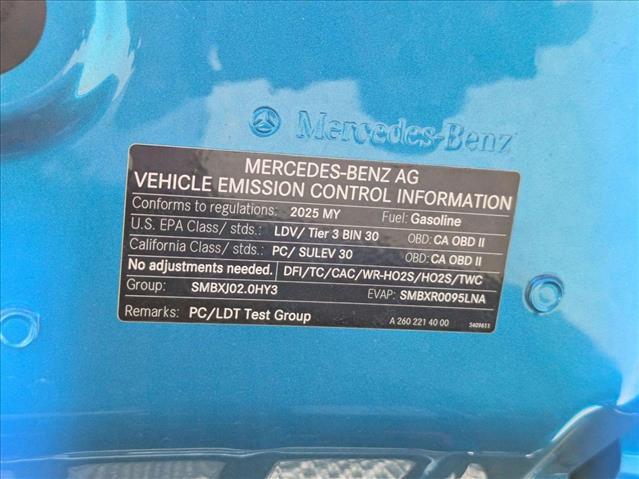 Mercedes-Benz
MERCEDES-BENZ AG
VEHICLE EMISSION CONTROL INFORMATION
Conforms to regulations: 2025 MY Fuel: Gasoline
U.S. EPA Class/ stds.: LDV/ Tier 3 BIN 30 OBD: CA OBD II
California Class/ stds.: PC/ SULEV 30 OBD: CA OBD II
No adjustments needed. DFI/TC/CAC/WR-HO2S/HO2S/TWC
Group: SMBXJ02.0HY3 EVAP: SMBXR0095LNA
Remarks: PC/LDT Test Group A 260 221 40 00